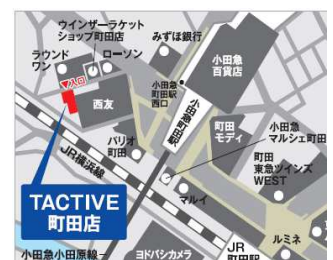 ウインザーラケット
ショップ町田店
みずほ銀行
ラウンド
ワン
ローソン
小田急
百貨店
入口
小田急
町田駅
西口
西友
小田急町田駅
町田
モディ
小田急
マルシェ町田
パリオ
町田
JR横浜線
町田
東急ツインズ
WEST
TACTIVE
町田店
マルイ
ルミネ
小田急小田原線
ヨドバシカメラ
JR
町田駅